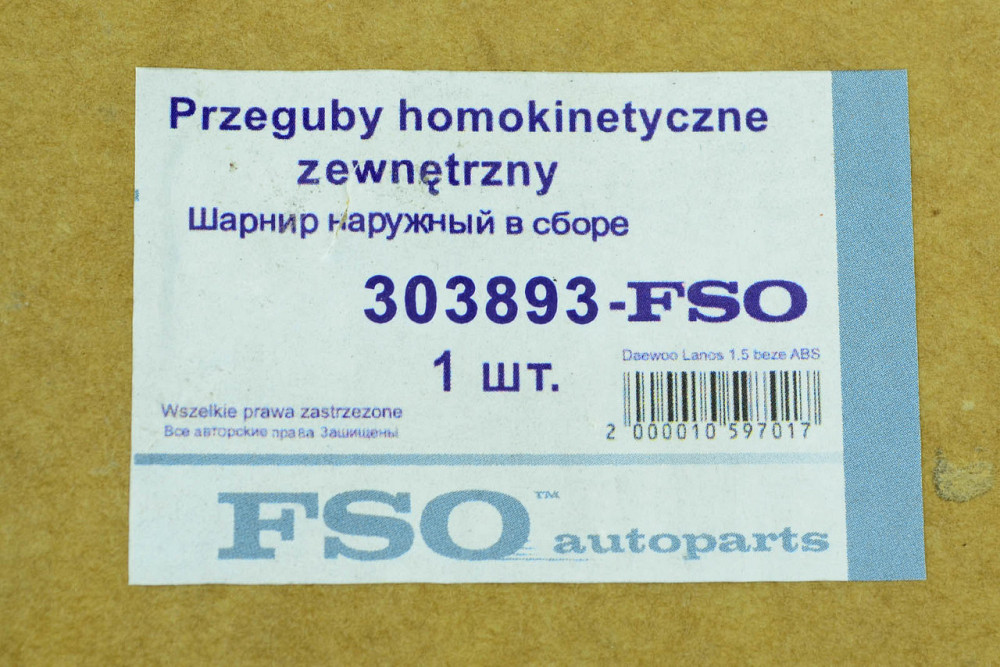 Przeguby homokinetyczne
zewnętrzny
Шарнир наружный в сборе
303893-FSO
1 шт.
Daewoo Lanos 1.5 beze ABS
2 000010 597017
Wszelkie prawa zastrzezone
Все авторские права Зашищены
FSO™ autoparts